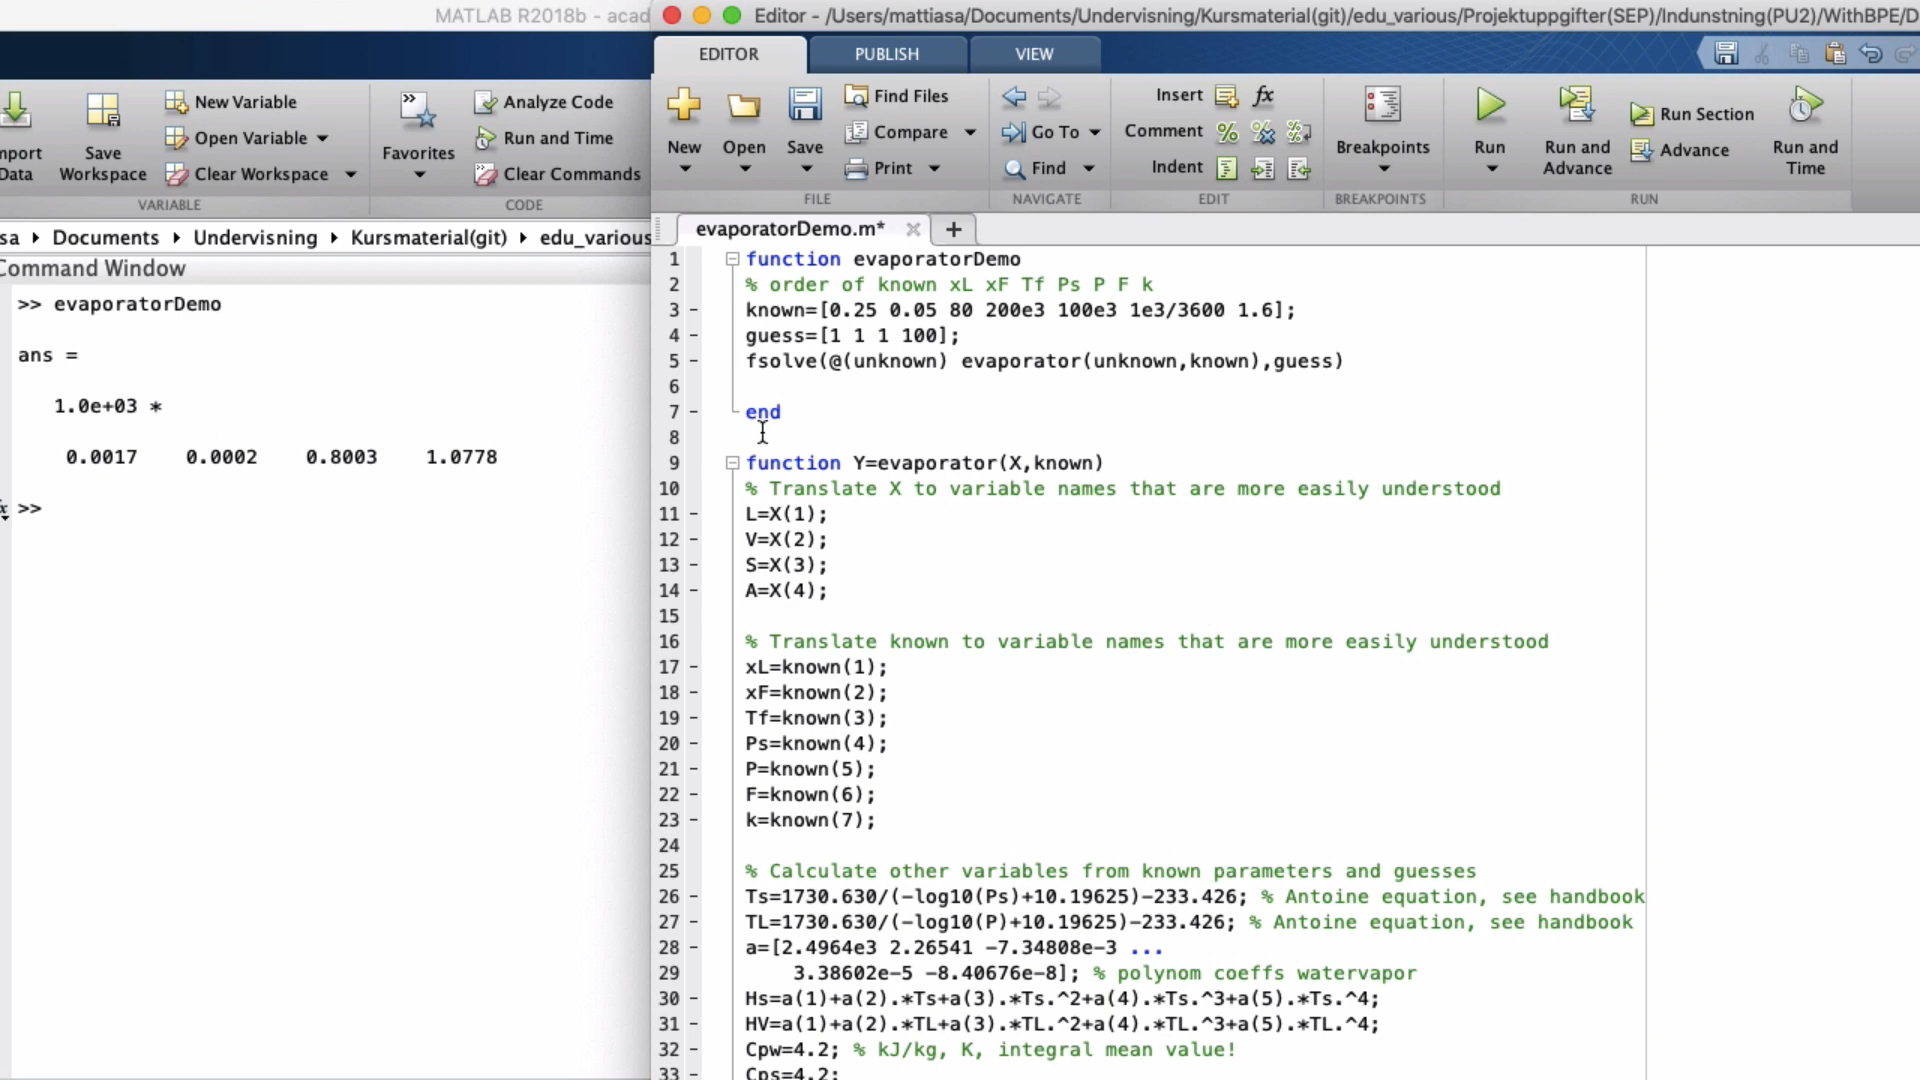 MATLAB R2018b - acad
Editor - /Users/mattiasa/Documents/Undervisning/Kursmaterial(git)/edu_various/Projektuppgifter(SEP)/Indunstning(PU2)/WithBPE/D
EDITOR PUBLISH VIEW
mport Data
Save Workspace
New Variable
Open Variable
Clear Workspace
VARIABLE
Favorites
Analyze Code
Run and Time
Clear Commands
CODE
New
Open
Save
Find Files
Compare
Print
FILE
Go To
Find
NAVIGATE
Insert fx
Comment
Indent
EDIT
Breakpoints
BREAKPOINTS
Run
Run and Advance
Run Section
Advance
Run and Time
RUN
sa Documents Undervisning Kursmaterial(git) edu_various
Command Window
>> evaporatorDemo
ans =
1.0e+03 *
0.0017 0.0002 0.8003 1.0778
>>
evaporatorDemo.m*
1 function evaporatorDemo
2 % order of known xL xF Tf Ps P F k
3 - known=[0.25 0.05 80 200e3 100e3 1e3/3600 1.6];
4 - guess=[1 1 1 100];
5 - fsolve(@(unknown) evaporator(unknown,known),guess)
6
7 - end
8
9 function Y=evaporator(X,known)
10 % Translate X to variable names that are more easily understood
11 - L=X(1);
12 - V=X(2);
13 - S=X(3);
14 - A=X(4);
15
16 % Translate known to variable names that are more easily understood
17 - xL=known(1);
18 - xF=known(2);
19 - Tf=known(3);
20 - Ps=known(4);
21 - P=known(5);
22 - F=known(6);
23 - k=known(7);
24
25 % Calculate other variables from known parameters and guesses
26 - Ts=1730.630/(-log10(Ps)+10.19625)-233.426; % Antoine equation, see handbook
27 - TL=1730.630/(-log10(P)+10.19625)-233.426; % Antoine equation, see handbook
28 - a=[2.4964e3 2.26541 -7.34808e-3 ...
29 3.38602e-5 -8.40676e-8]; % polynom coeffs watervapor
30 - Hs=a(1)+a(2).*Ts+a(3).*Ts.^2+a(4).*Ts.^3+a(5).*Ts.^4;
31 - HV=a(1)+a(2).*TL+a(3).*TL.^2+a(4).*TL.^3+a(5).*TL.^4;
32 - Cpw=4.2; % kJ/kg, K, integral mean value!
33 - Cps=4.2;